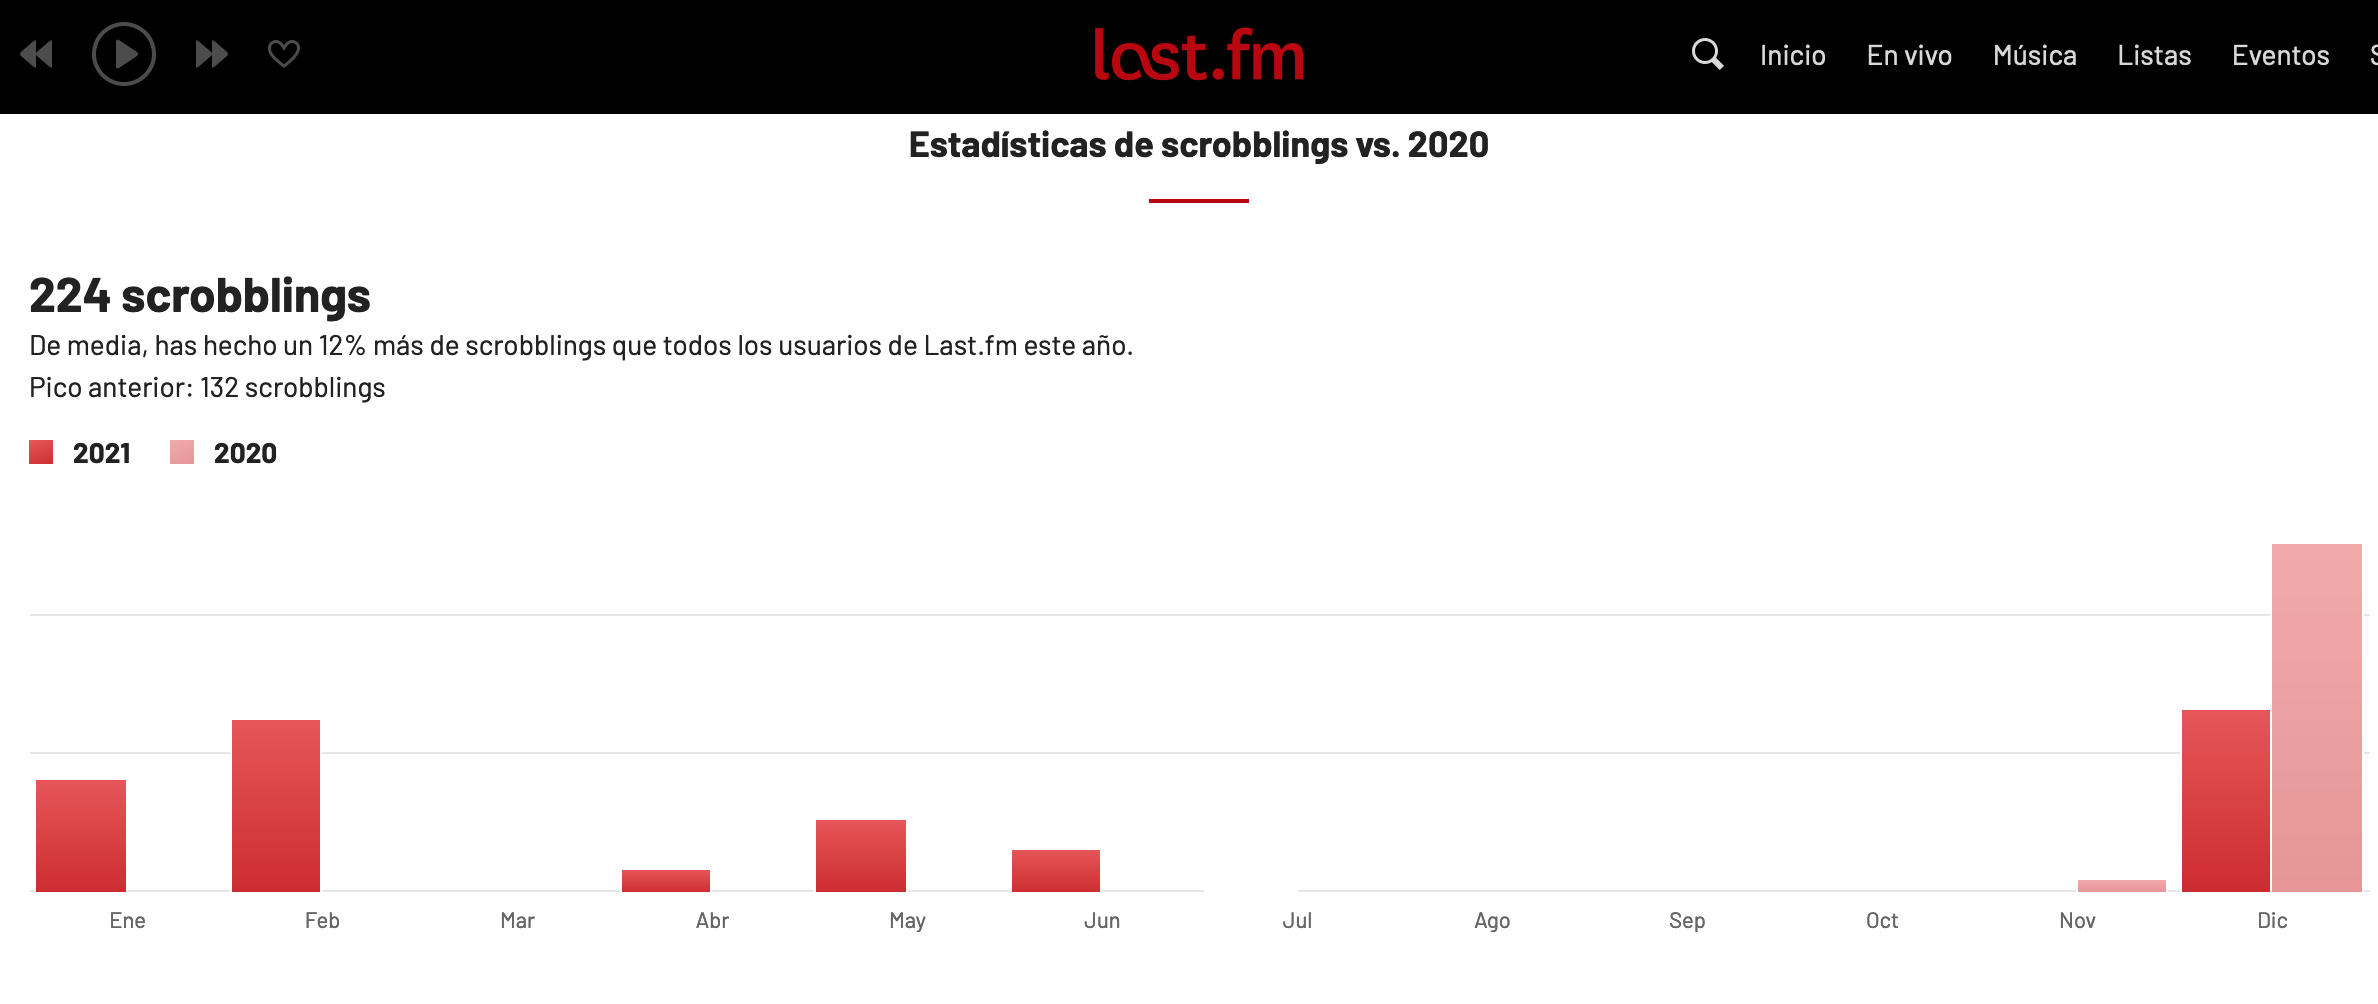 last.fm
Inicio En vivo Música Listas Eventos
Estadísticas de scrobblings vs. 2020
224 scrobblings
De media, has hecho un 12% más de scrobblings que todos los usuarios de Last.fm este año.
Pico anterior: 132 scrobblings
2021 2020
Ene Feb Mar Abr May Jun Jul Ago Sep Oct Nov Dic